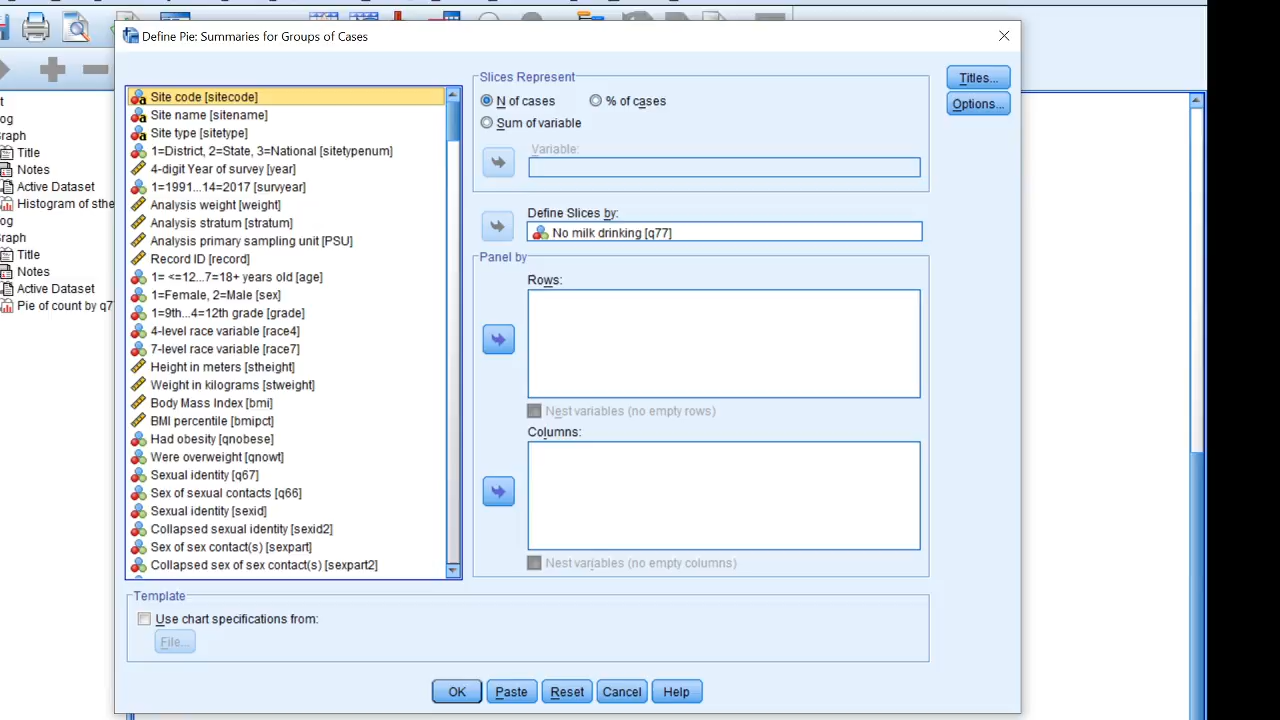 Define Pie: Summaries for Groups of Cases
Titles...
Options...
Slices Represent
N of cases
% of cases
Sum of variable
Variable:
Define Slices by:
No milk drinking [q77]
Panel by
Rows:
Nest variables (no empty rows)
Columns:
Nest variables (no empty columns)
Site code [sitecode]
Site name [sitename]
Site type [sitetype]
1=District, 2=State, 3=National [sitetypenum]
4-digit Year of survey [year]
1=1991...14=2017 [survyear]
Analysis weight [weight]
Analysis stratum [stratum]
Analysis primary sampling unit [PSU]
Record ID [record]
1= <=12...7=18+ years old [age]
1=Female, 2=Male [sex]
1=9th...4=12th grade [grade]
4-level race variable [race4]
7-level race variable [race7]
Height in meters [stheight]
Weight in kilograms [stweight]
Body Mass Index [bmi]
BMI percentile [bmipct]
Had obesity [qnobese]
Were overweight [qnowt]
Sexual identity [q67]
Sex of sexual contacts [q66]
Sexual identity [sexid]
Collapsed sexual identity [sexid2]
Sex of sex contact(s) [sexpart]
Collapsed sex of sex contact(s) [sexpart2]
Template
Use chart specifications from:
File...
OK
Paste
Reset
Cancel
Help
Title
Notes
Active Dataset
Histogram of sthe
Title
Notes
Active Dataset
Pie of count by q7